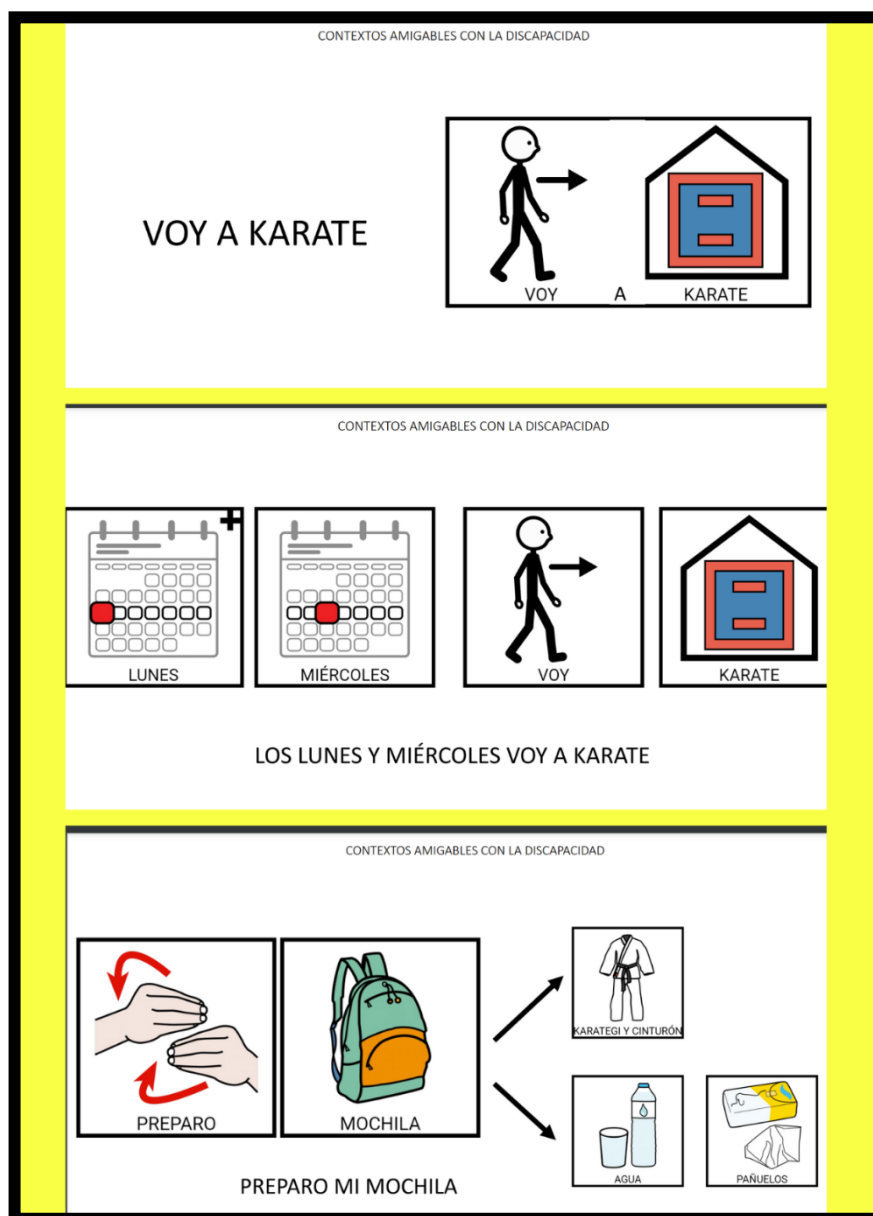 CONTEXTOS AMIGABLES CON LA DISCAPACIDAD
VOY A KARATE
VOY A KARATE
CONTEXTOS AMIGABLES CON LA DISCAPACIDAD
LUNES MIÉRCOLES VOY KARATE
LOS LUNES Y MIÉRCOLES VOY A KARATE
CONTEXTOS AMIGABLES CON LA DISCAPACIDAD
KARATEGI Y CINTURÓN
PREPARO MOCHILA
AGUA PAÑUELOS
PREPARO MI MOCHILA